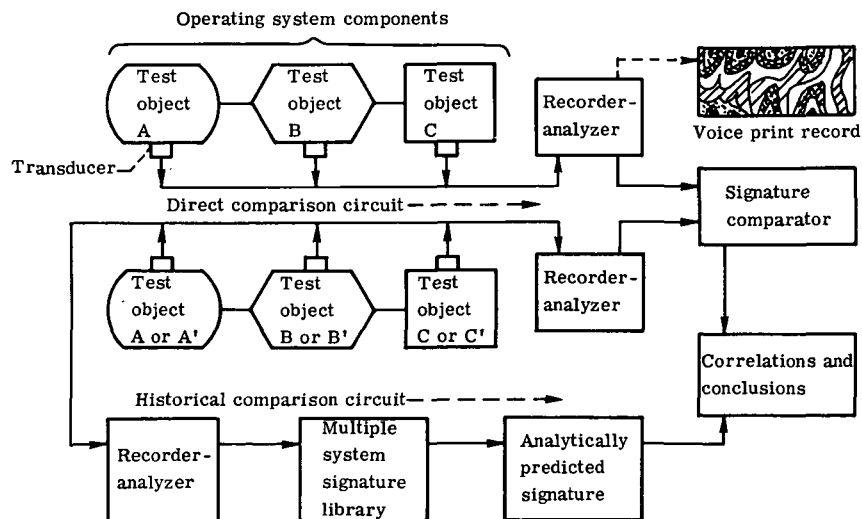 Operating system components
Test
object
A
Test
object
B
Test
object
C
Transducer
Recorder-
analyzer
Voice print record
Direct comparison circuit
Signature
comparator
Test
object
A or A'
Test
object
B or B'
Test
object
C or C'
Recorder-
analyzer
Correlations and
conclusions
Historical comparison circuit
Recorder-
analyzer
Multiple
system
signature
library
Analytically
predicted
signature